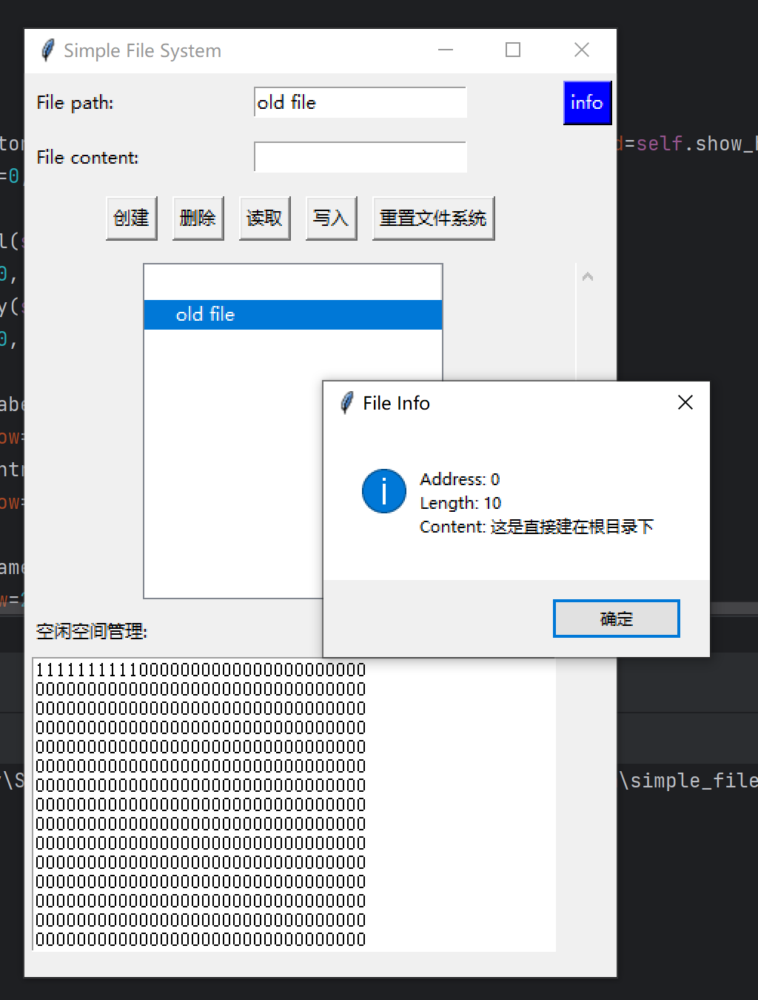 Simple File System
File path:
old file
info
tor
=self.show_
=0,
File content:
创建 删除 读取 写入 重置文件系统
l(
0,
old file
y(
0,
abe
ow=
ntr
ow=
ame
w=2
File Info
Address: 0
Length: 10
Content: 这是直接建在根目录下
确定
空闲空间管理:
11111111110000000000000000000000
00000000000000000000000000000000
00000000000000000000000000000000
00000000000000000000000000000000
00000000000000000000000000000000
00000000000000000000000000000000
00000000000000000000000000000000
00000000000000000000000000000000
00000000000000000000000000000000
00000000000000000000000000000000
00000000000000000000000000000000
00000000000000000000000000000000
00000000000000000000000000000000
00000000000000000000000000000000
00000000000000000000000000000000
\S
\simple_file